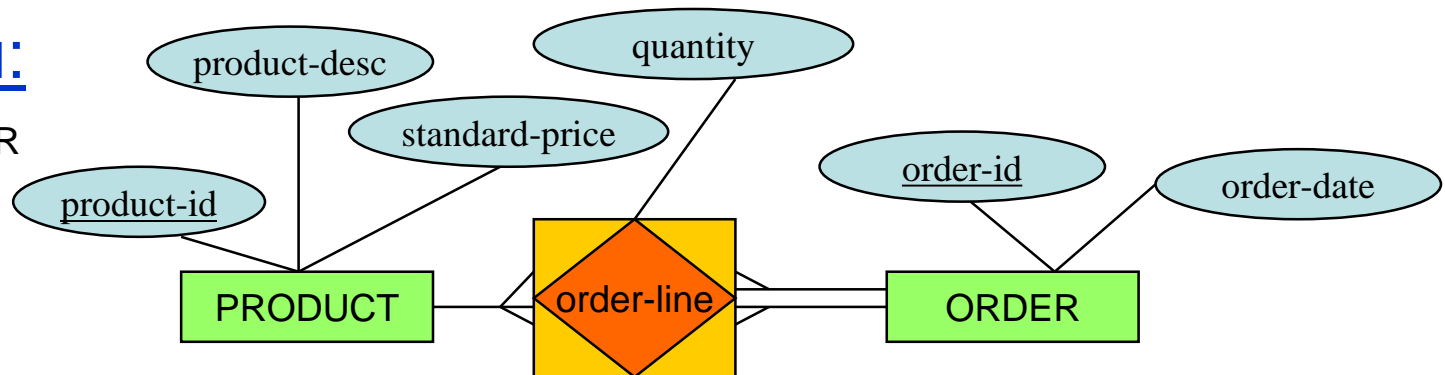 quantity
product-desc
standard-price
R
order-id
order-date
product-id
PRODUCT
order-line
ORDER